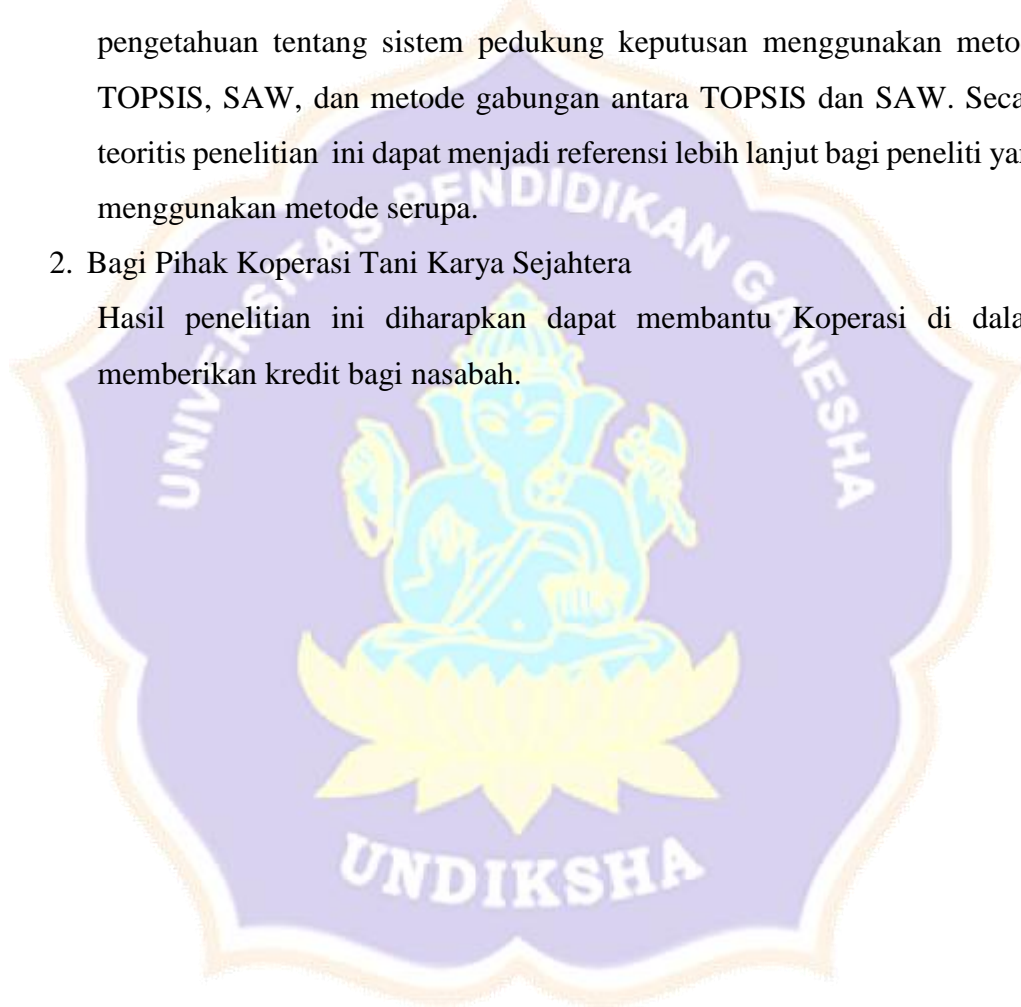 pengetahuan tentang sistem pedukung keputusan menggunakan meto
TOPSIS, SAW, dan metode gabungan antara TOPSIS dan SAW. Seca
teoritis penelitian ini dapat menjadi referensi lebih lanjut bagi peneliti ya
menggunakan metode serupa.
2. Bagi Pihak Koperasi Tani Karya Sejahtera
Hasil penelitian ini diharapkan dapat membantu Koperasi di dala
memberikan kredit bagi nasabah.
UNIVERSITAS PENDIDIKAN GANESHA
UNDIKSHA